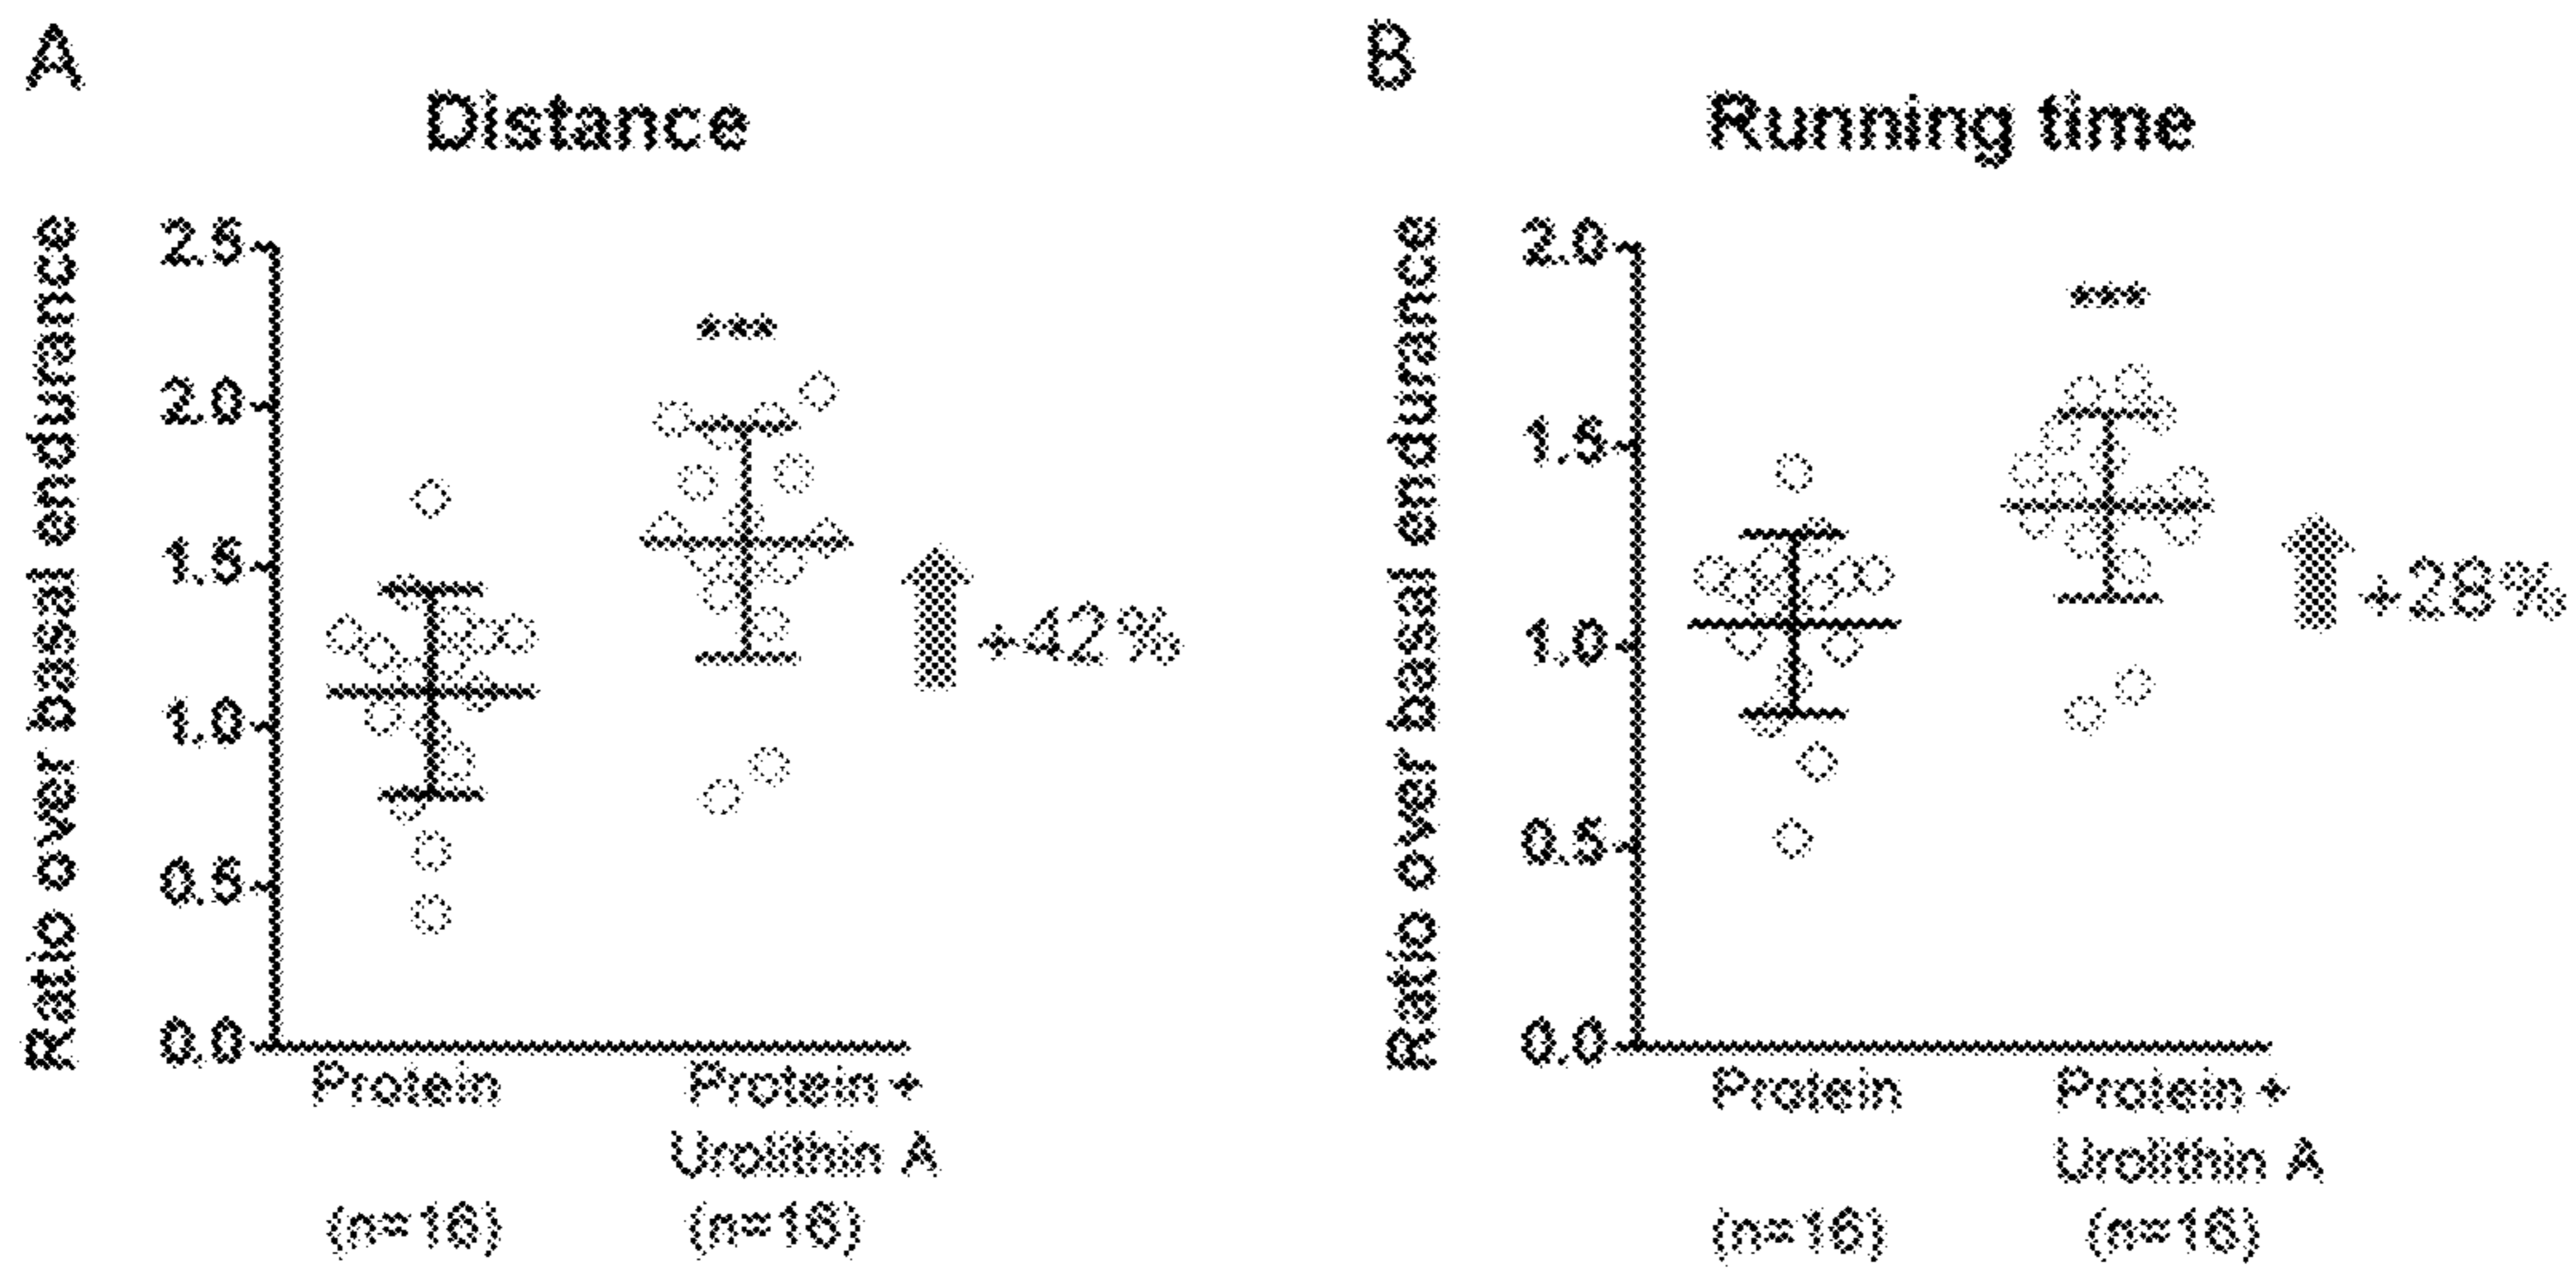 A
Distance
Ratio over basal endurance
2.5
2.0
1.5
1.0
0.5
0.0
***
+42%
Protein
Protein +
Urolithin A
(n=16)
(n=16)
B
Running time
Ratio over basal endurance
2.0
1.5
1.0
0.5
0.0
***
+28%
Protein
Protein +
Urolithin A
(n=16)
(n=16)